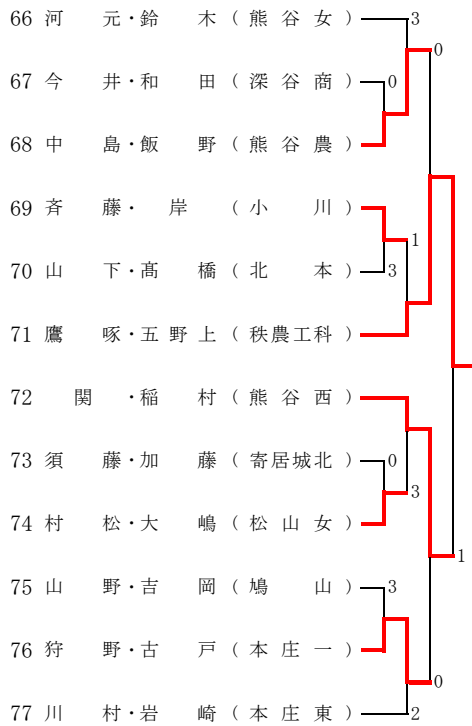 66 河 元・鈴 木 ( 熊 谷 女 ) 3
0
67 今 井・和 田 ( 深 谷 商 ) 0
68 中 島・飯 野 ( 熊 谷 農 )
69 斉 藤・ 岸 ( 小 川 )
1
70 山 下・髙 橋 ( 北 本 ) 3
71 鷹 啄・五 野 上 ( 秩農工科 )
72 関 ・稲 村 ( 熊 谷 西 )
73 須 藤・加 藤 ( 寄居城北 ) 0
3
74 村 松・大 嶋 ( 松 山 女 )
1
75 山 野・吉 岡 ( 鳩 山 ) 3
76 狩 野・古 戸 ( 本 庄 一 )
0
77 川 村・岩 崎 ( 本 庄 東 ) 2